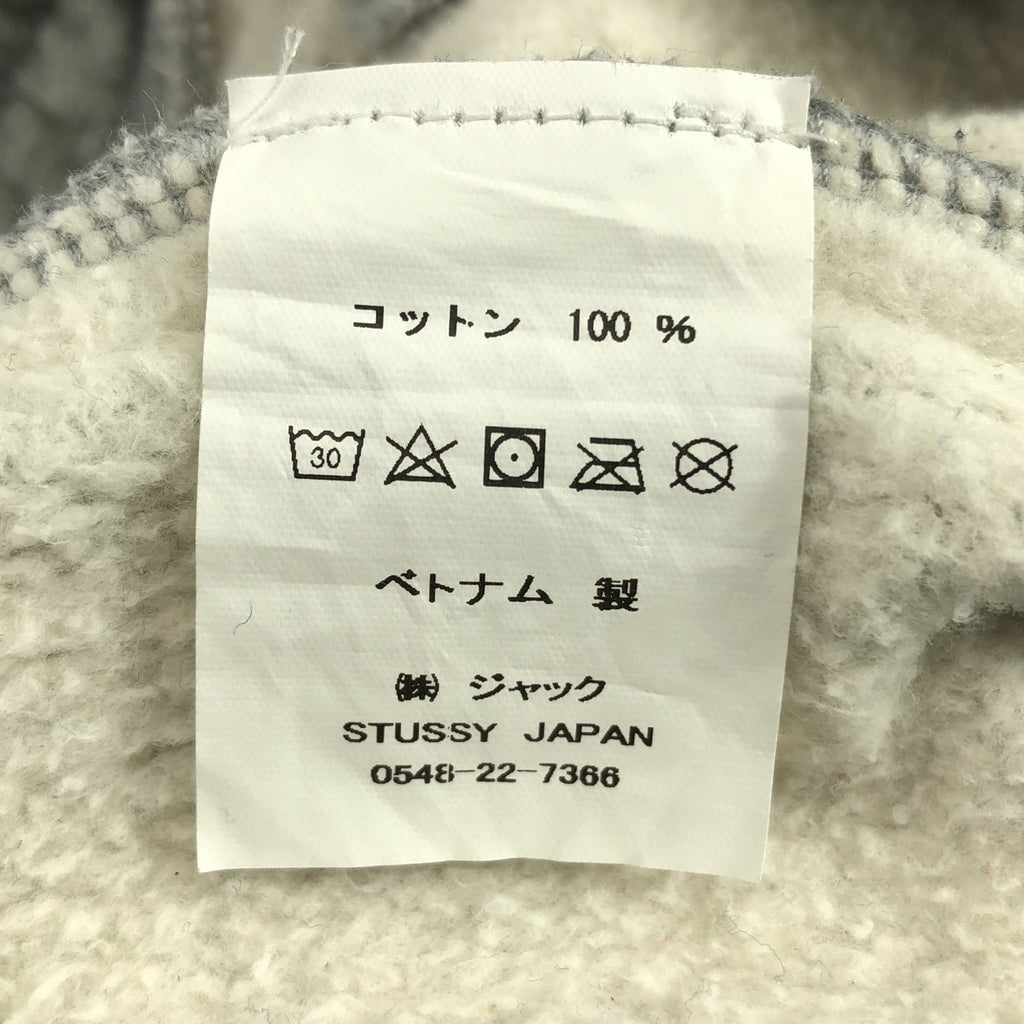 コットン 100 %
30
ベトナム 製
㈱ ジャック
STUSSY JAPAN
0548-22-7366